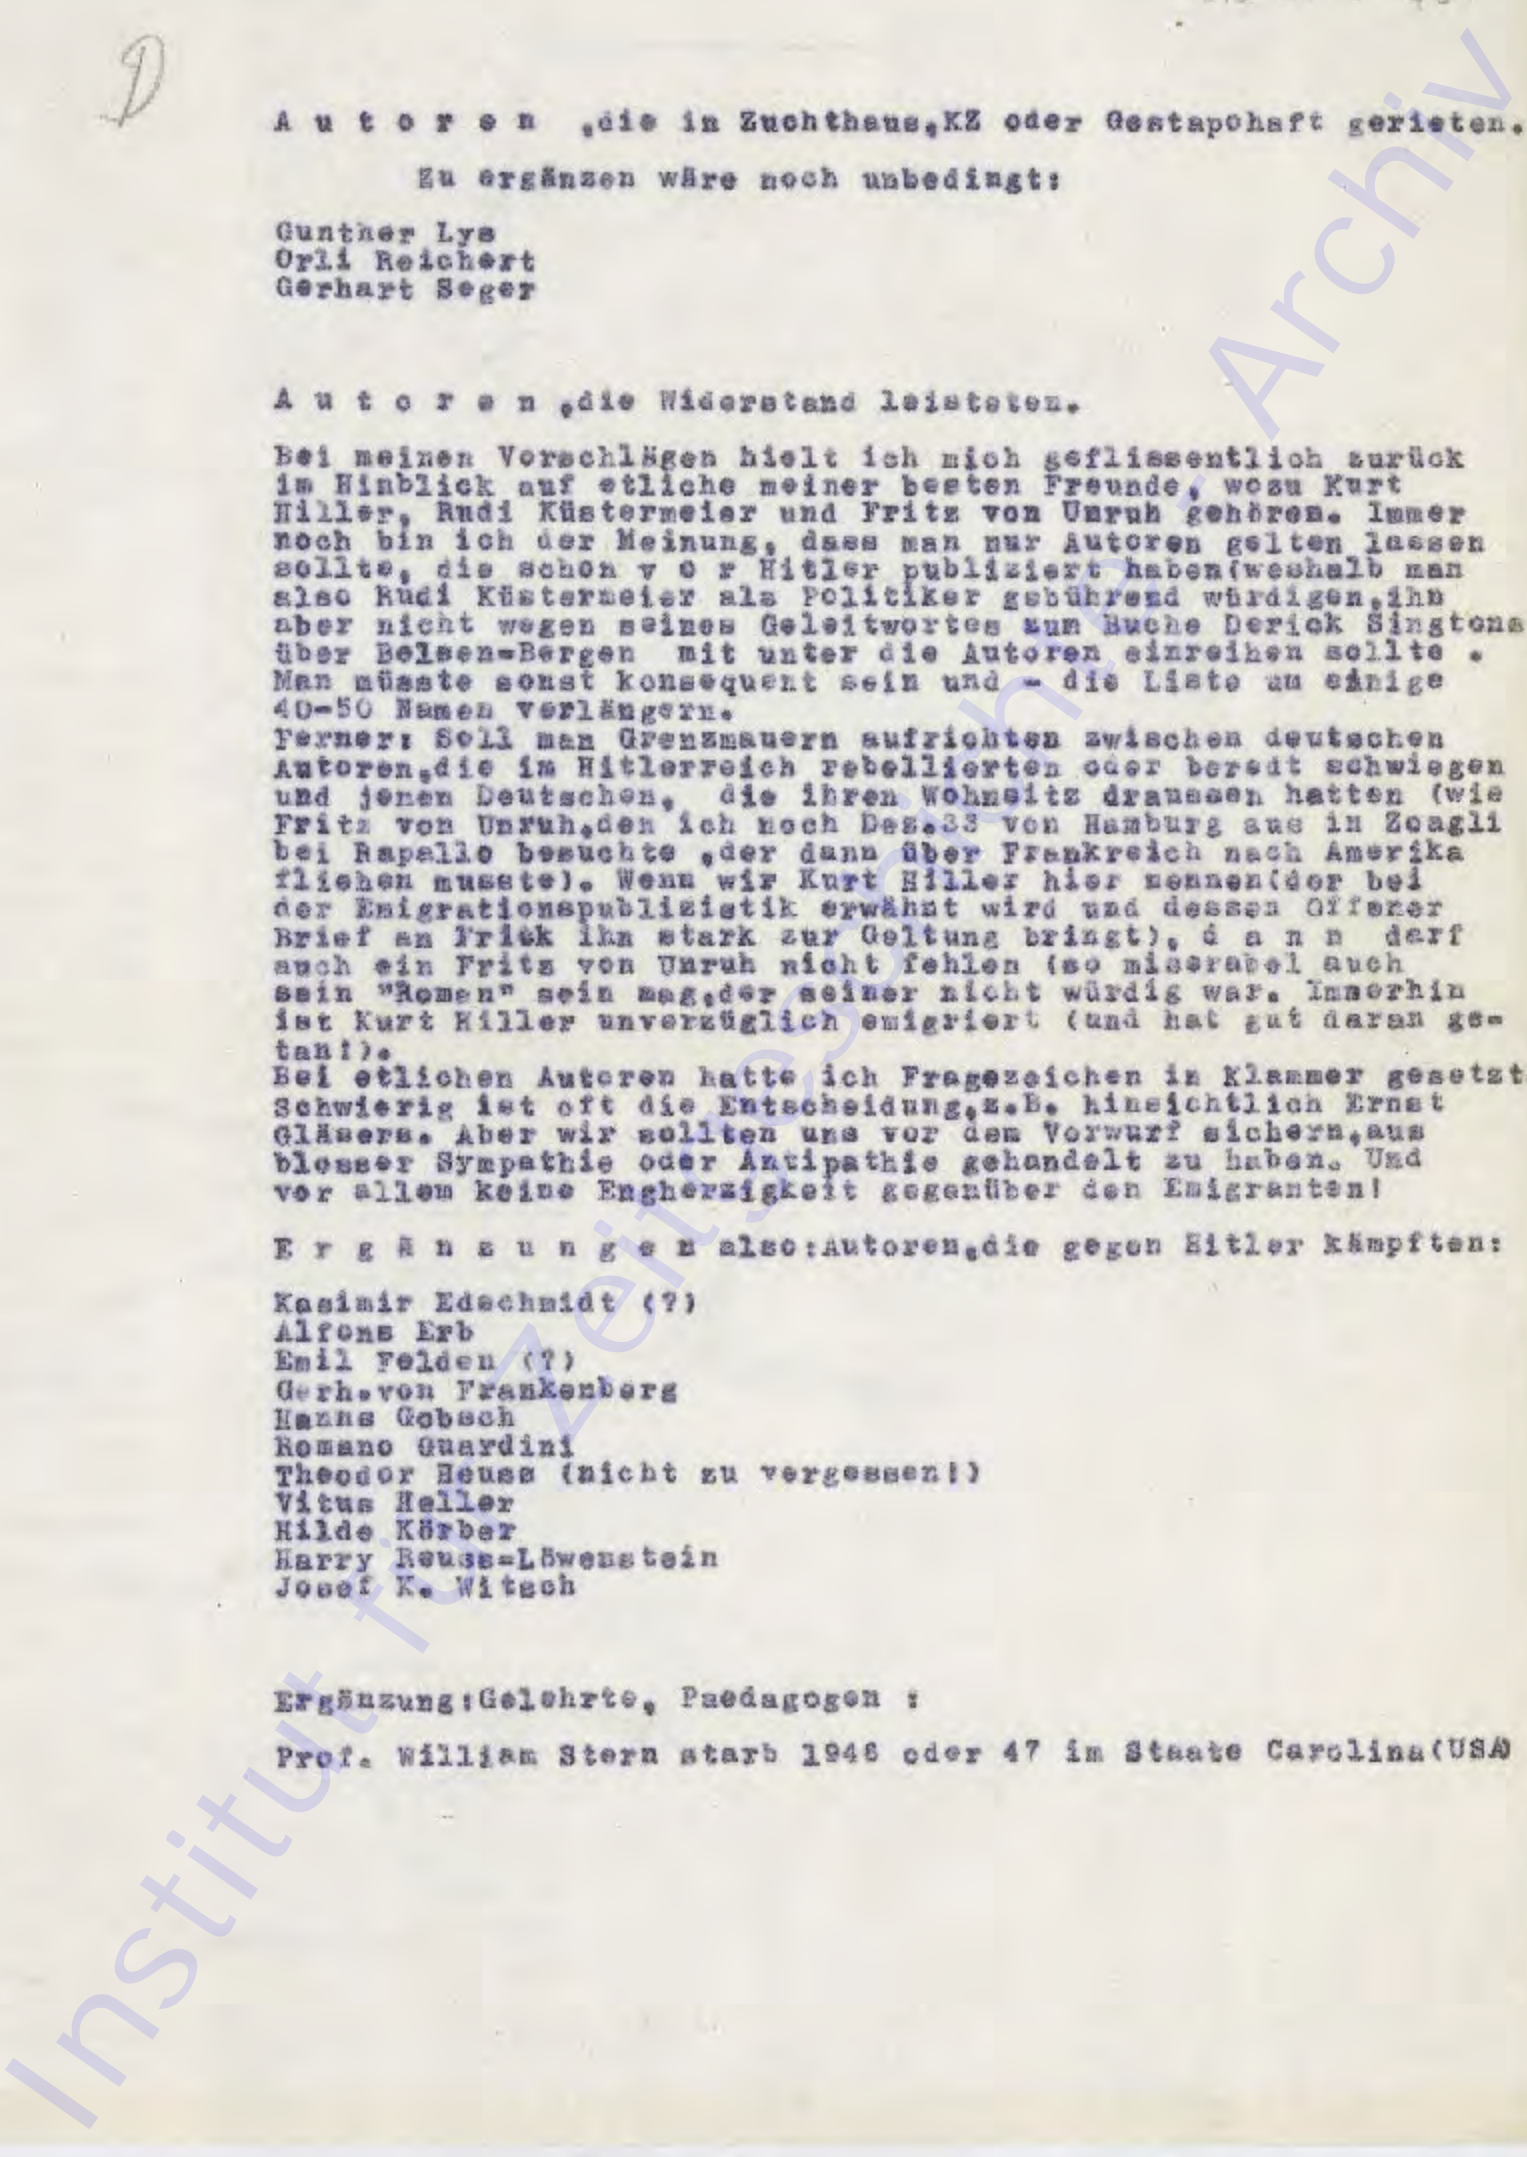 D
A u t o r e n ,die in Zuchthaus,KZ oder Gestapohaft gerieten.
Zu ergänzen wäre noch unbedingt:
Gunther Lys
Orli Reichert
Gerhart Seger
A u t o r e n ,die Widerstand leisteten.
Bei meinen Vorschlägen hielt ich mich geflissentlich zurück
im Hinblick auf etliche meiner besten Freunde, wozu Kurt
Hiller, Rudi Küstermeier und Fritz von Unruh gehören. Immer
noch bin ich der Meinung, dass man nur Autoren gelten lassen
sollte, die schon v o r Hitler publiziert haben(weshalb man
also Rudi Küstermeier als Politiker gebührend würdigen,ihn
aber nicht wegen seines Geleitwortes zum Buche Derick Singtons
über Belsen-Bergen mit unter die Autoren einreihen sollte .
Man müsste sonst konsequent sein und - die Liste um einige
40-50 Namen verlängern.
Ferner: Soll man Grenzmauern aufrichten zwischen deutschen
Autoren,die im Hitlerreich rebellierten oder beredt schwiegen
und jenen Deutschen, die ihren Wohnsitz draussen hatten (wie
Fritz von Unruh,den ich noch Dez.33 von Hamburg aus in Zoagli
bei Rapallo besuchte ,der dann über Frankreich nach Amerika
fliehen musste). Wenn wir Kurt Hiller hier nennen(der bei
der Emigrationspublizistik erwähnt wird und dessen Offener
Brief an Frick ihn stark zur Geltung bringt), d a n n darf
auch ein Fritz von Unruh nicht fehlen (so miserabel auch
sein "Roman" sein mag,der seiner nicht würdig war. Immerhin
ist Kurt Hiller unverzüglich emigriert (und hat gut daran ge-
tan!).
Bei etlichen Autoren hatte ich Fragezeichen in Klammer gesetzt
Schwierig ist oft die Entscheidung,z.B. hinsichtlich Ernst
Gläsers. Aber wir sollten uns vor dem Vorwurf sichern,aus
blosser Sympathie oder Antipathie gehandelt zu haben. Und
vor allem keine Engherzigkeit gegenüber den Emigranten!
E r g ä n z u n g e n also:Autoren,die gegen Hitler kämpften:
Kasimir Edschmidt (?)
Alfons Erb
Emil Felden (?)
Gerh.von Frankenberg
Hanns Gobsch
Romano Guardini
Theodor Heuss (nicht zu vergessen!)
Vitus Heller
Hilde Körber
Harry Reuss-Löwenstein
Josef K. Witsch
Ergänzung:Gelehrte, Paedagogen :
Prof. William Stern starb 1946 oder 47 im Staate Carolina(USA)
Institut für Zeitgeschichte - Archiv